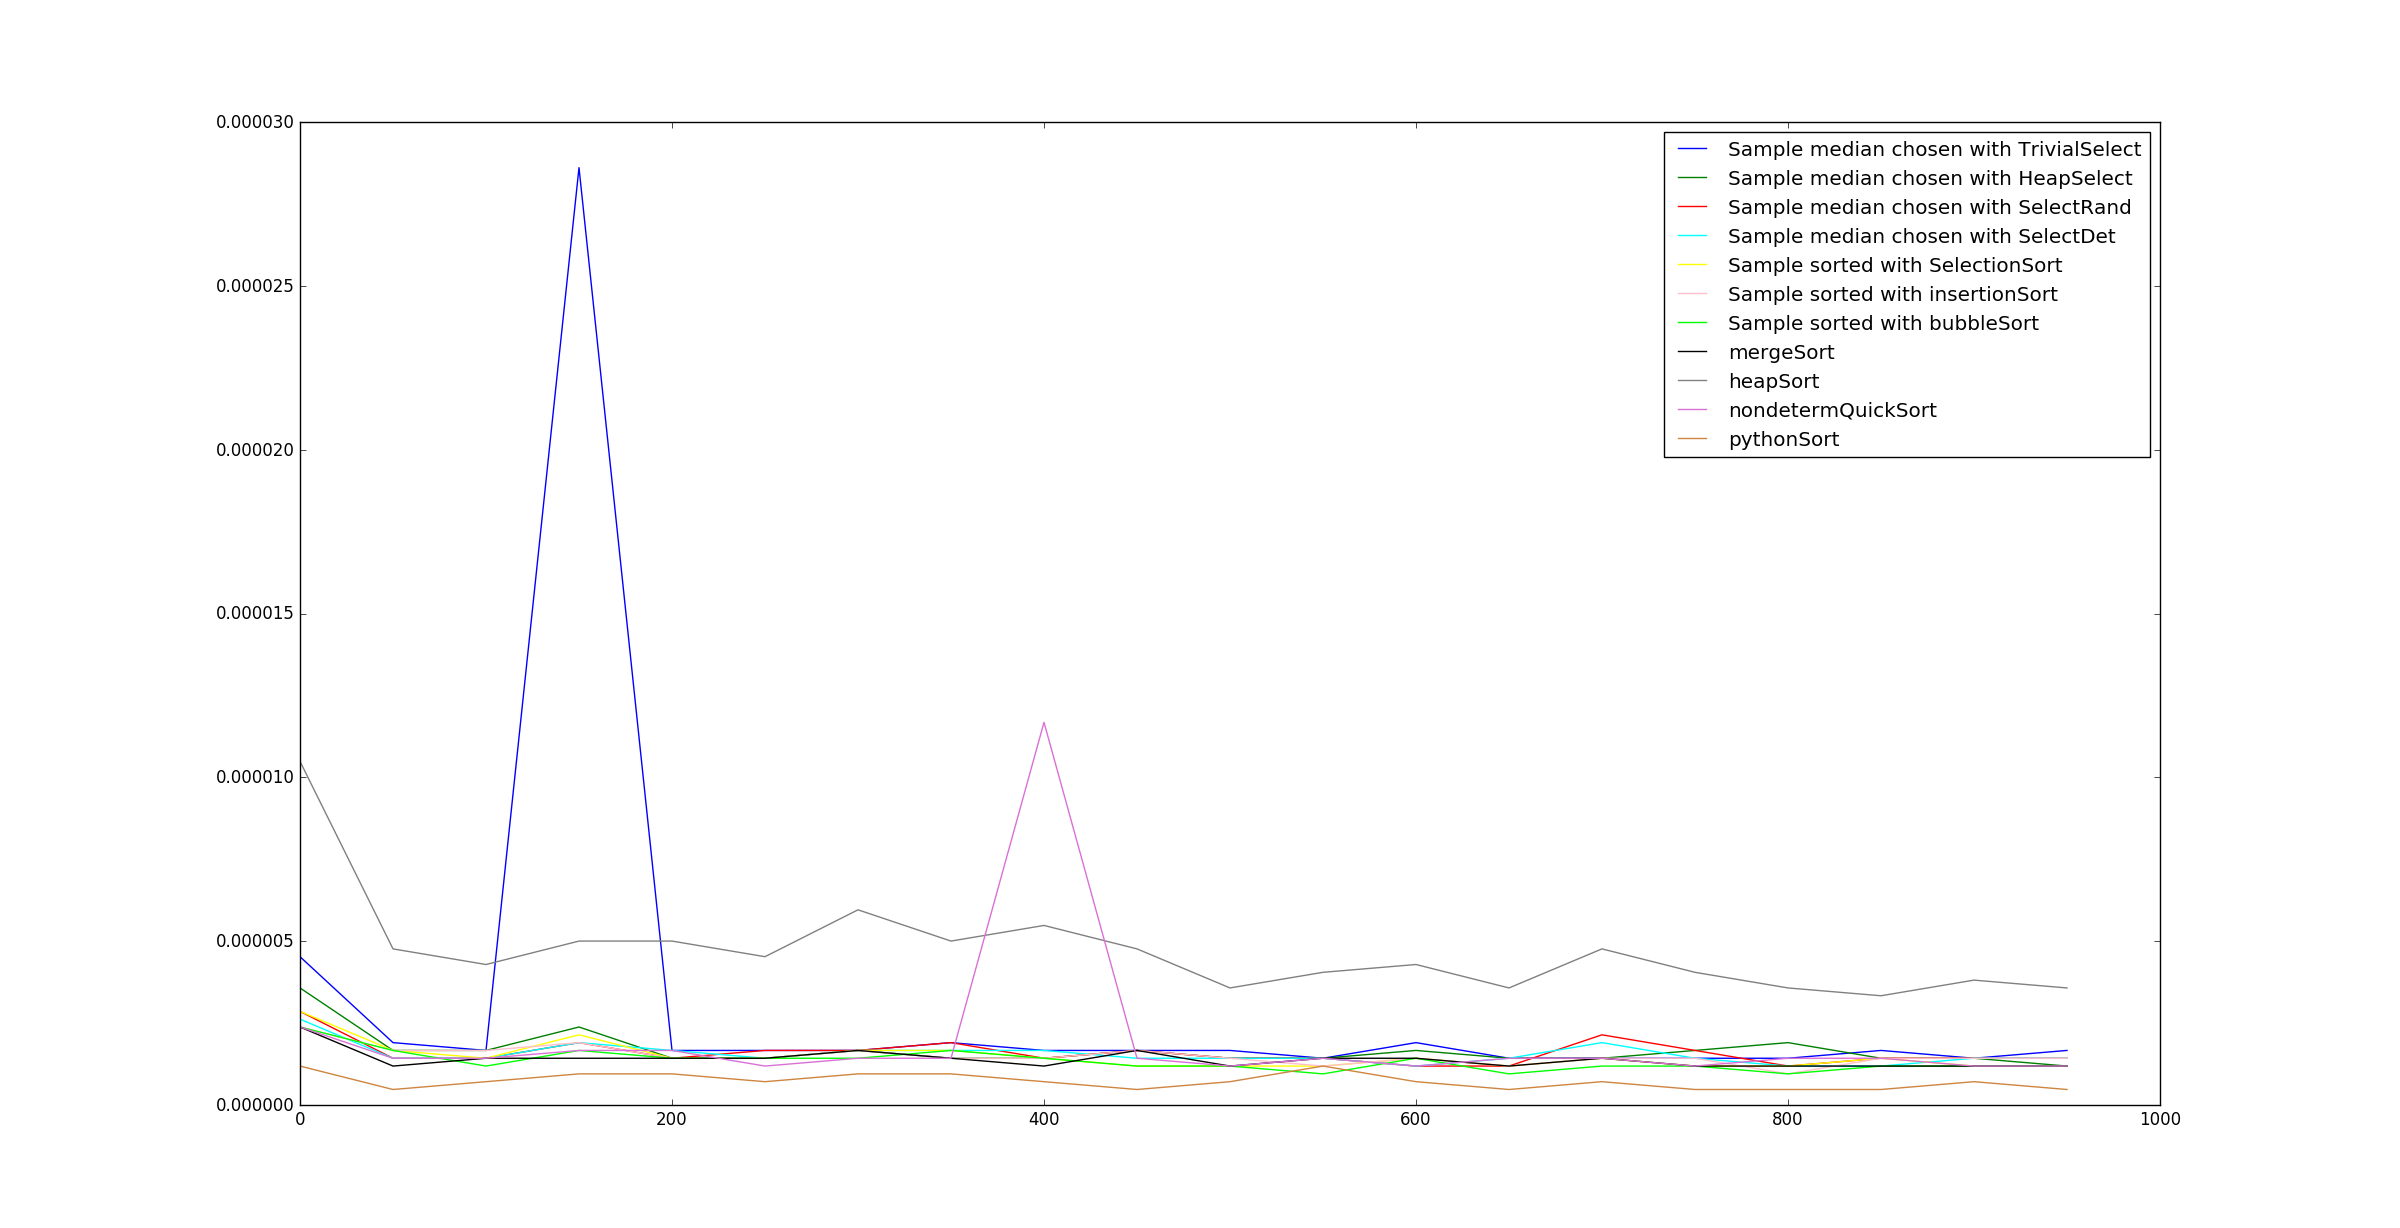 0.000030
0.000025
0.000020
0.000015
0.000010
0.000005
0.000000
0 200 400 600 800 1000
Sample median chosen with TrivialSelect
Sample median chosen with HeapSelect
Sample median chosen with SelectRand
Sample median chosen with SelectDet
Sample sorted with SelectionSort
Sample sorted with insertionSort
Sample sorted with bubbleSort
mergeSort
heapSort
nondetermQuickSort
pythonSort